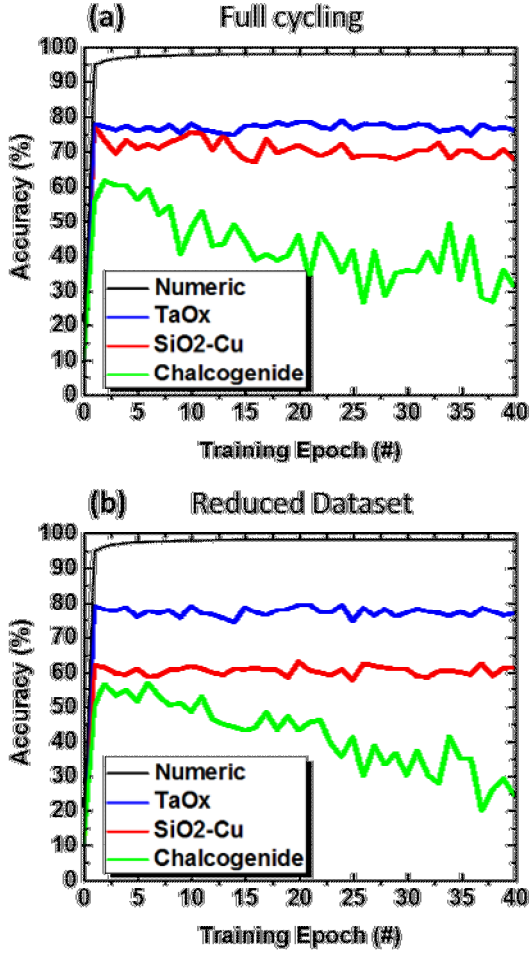 (a) Full cycling
100
90
80
70
60
50
40
30
20
10
0
Accuracy (%)
Numeric
TaOx
SiO2-Cu
Chalcogenide
0 5 10 15 20 25 30 35 40
Training Epoch (#)
(b) Reduced Dataset
100
90
80
70
60
50
40
30
20
10
0
Accuracy (%)
Numeric
TaOx
SiO2-Cu
Chalcogenide
0 5 10 15 20 25 30 35 40
Training Epoch (#)